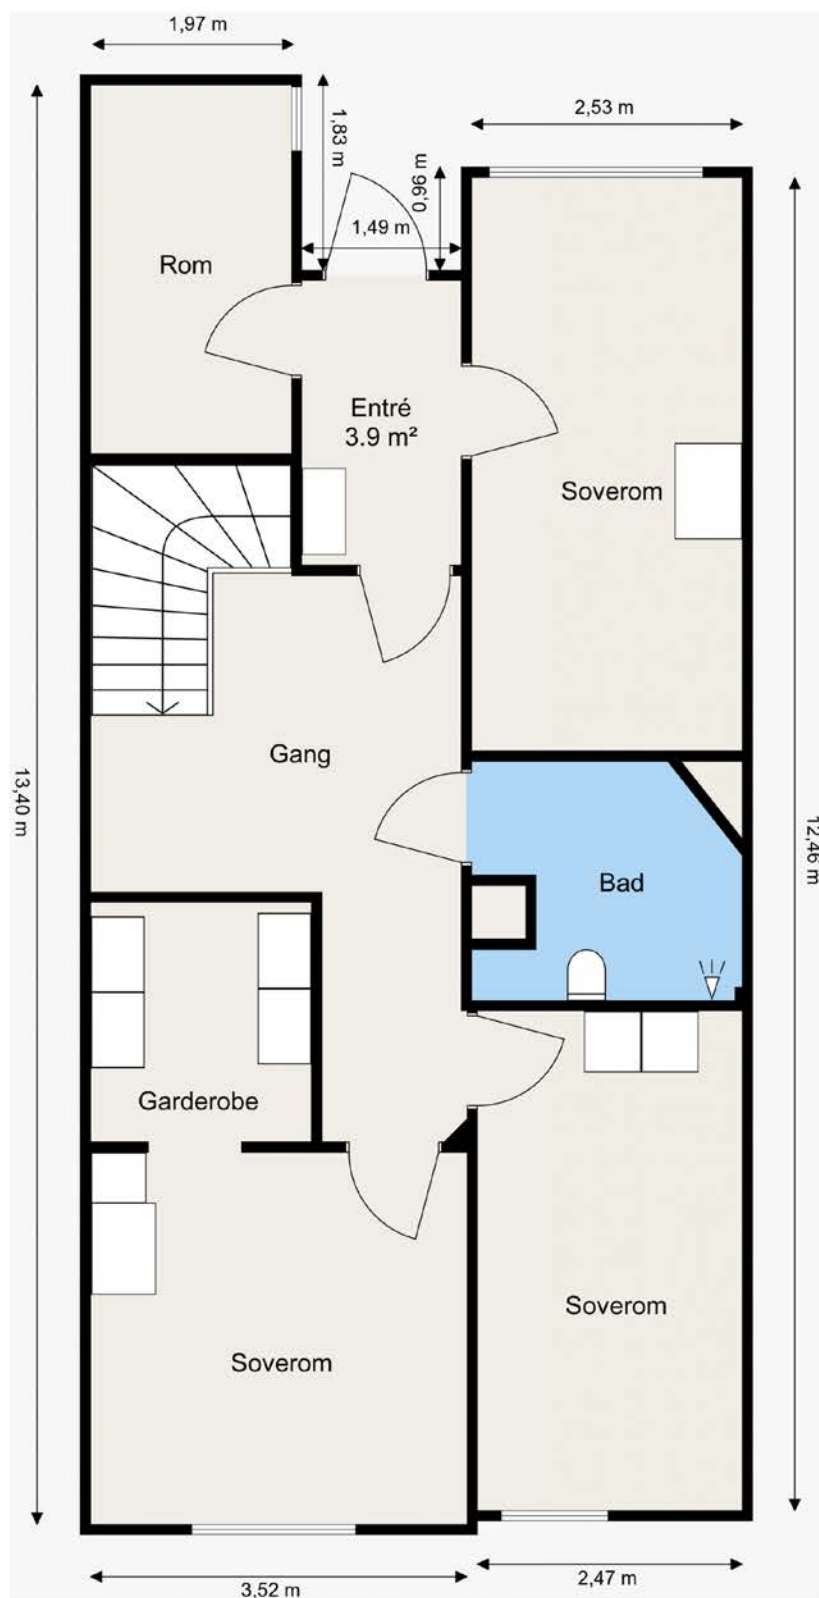 1,97 m
2,53 m
1,83 m
0,96 m
1,49 m
Rom
Entré
3.9 m²
Soverom
Gang
13,40 m
12,46 m
Bad
Garderobe
Soverom
Soverom
3,52 m
2,47 m